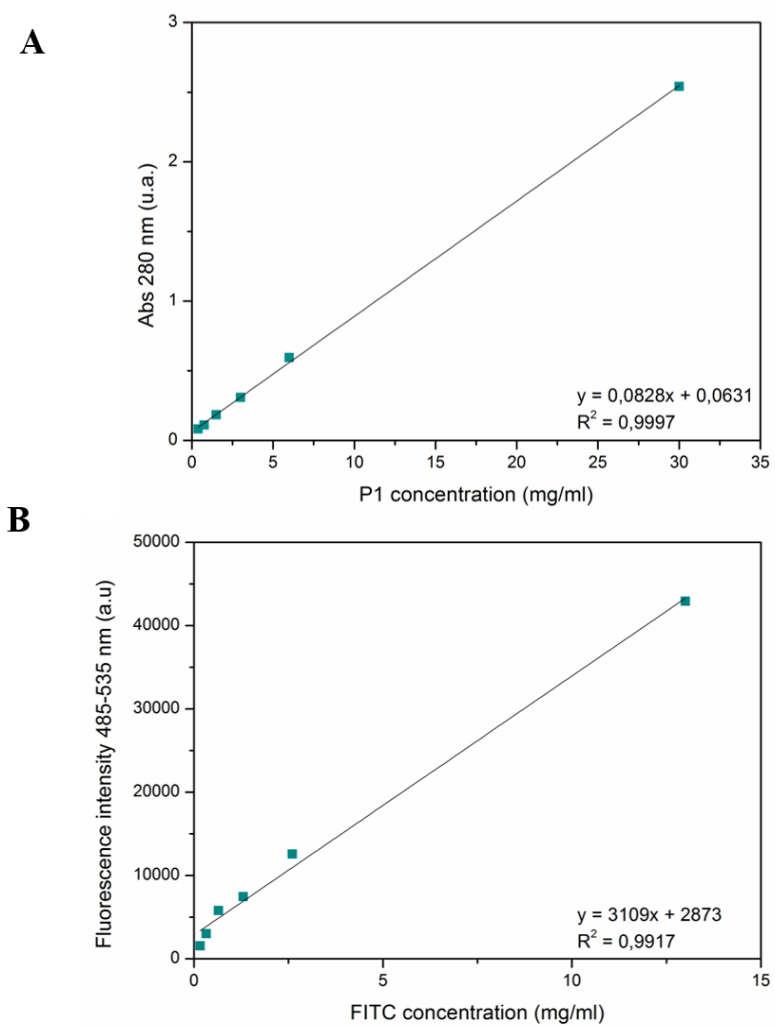 A
3
2
1
0
Abs 280 nm (u.a.)
y = 0,0828x + 0,0631
R² = 0,9997
0 5 10 15 20 25 30 35
P1 concentration (mg/ml)
B
50000
40000
30000
20000
10000
0
Fluorescence intensity 485-535 nm (a.u)
y = 3109x + 2873
R² = 0,9917
0 5 10 15
FITC concentration (mg/ml)